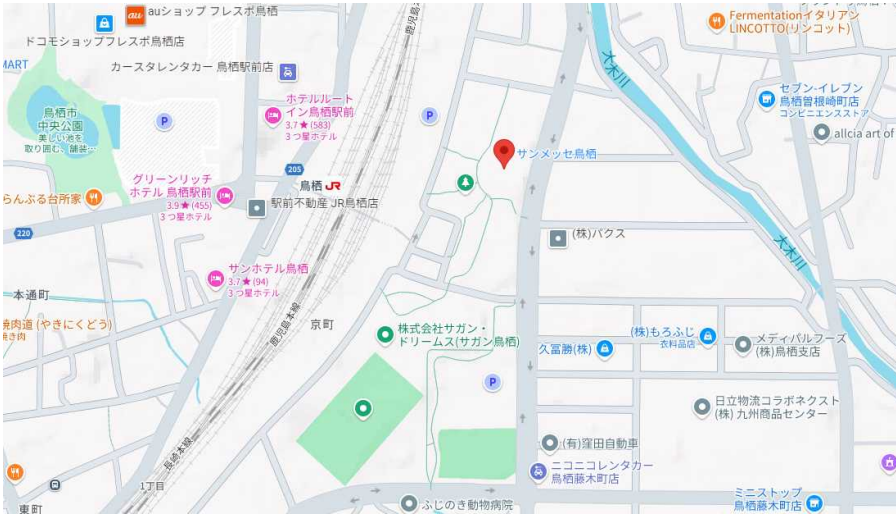 auショップ フレスポ鳥栖
au
ドコモショップフレスポ鳥栖店
MART
カースタレンタカー 鳥栖駅前店
鳥栖市
中央公園
美しい池を
取り囲む、舗装…
P
ホテルルート
イン鳥栖駅前
3.7★(583)
3 つ星ホテル
P
鹿児島
Fermentationイタリアン
LINCOTTO(リンコット)
大木川
セブン-イレブン
鳥栖曽根崎町店
コンビニエンスストア
allcia art of
サンメッセ鳥栖
205
鳥栖 JR
グリーンリッチ
ホテル 鳥栖駅前
3.9★(455)
3 つ星ホテル
らんぶる台所家
駅前不動産 JR鳥栖店
220
(株)バクス
大木川
サンホテル鳥栖
3.7★(94)
3 つ星ホテル
本通町
焼肉道 (やきにくどう)
焼き肉
鹿児島本線
京町
株式会社サガン・
ドリームス(サガン鳥栖)
久冨勝(株)
(株)もろふじ
衣料品店
メディパルフーズ
(株)鳥栖支店
P
日立物流コラボネクスト
(株) 九州商品センター
長崎本線
(有)窪田自動車
ニコニコレンタカー
鳥栖藤木町店
1丁目
東町
ふじのき動物病院
ミニストップ
鳥栖藤木町店